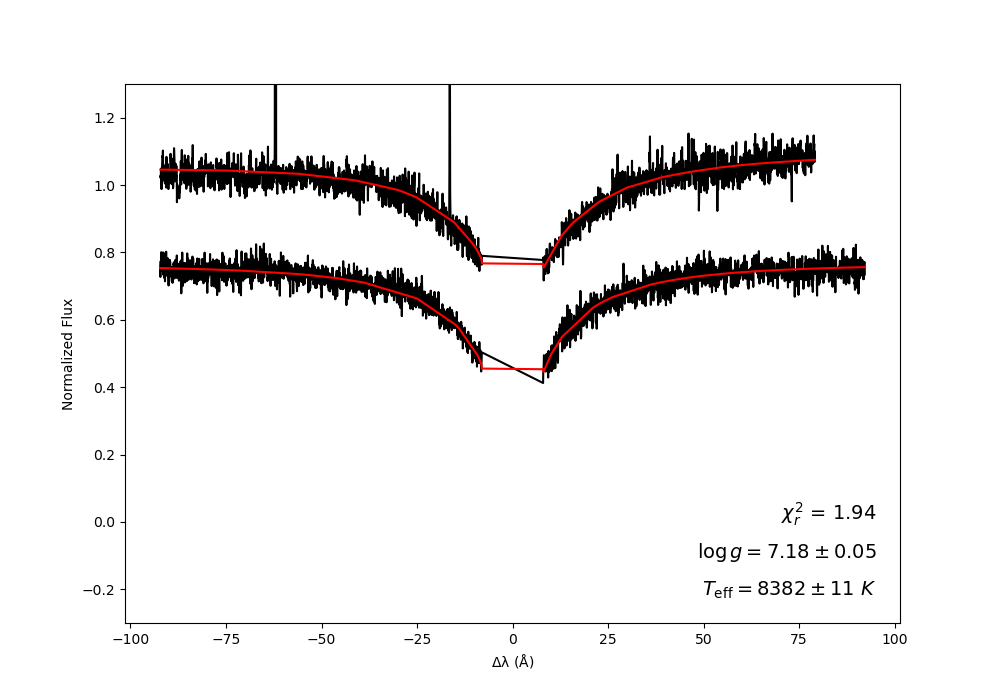 1.2
1.0
0.8
0.6
0.4
0.2
0.0
−0.2
Normalized Flux
χ²ᵣ = 1.94
log g = 7.18 ± 0.05
T_eff = 8382 ± 11 K
−100 −75 −50 −25 0 25 50 75 100
Δλ (Å)